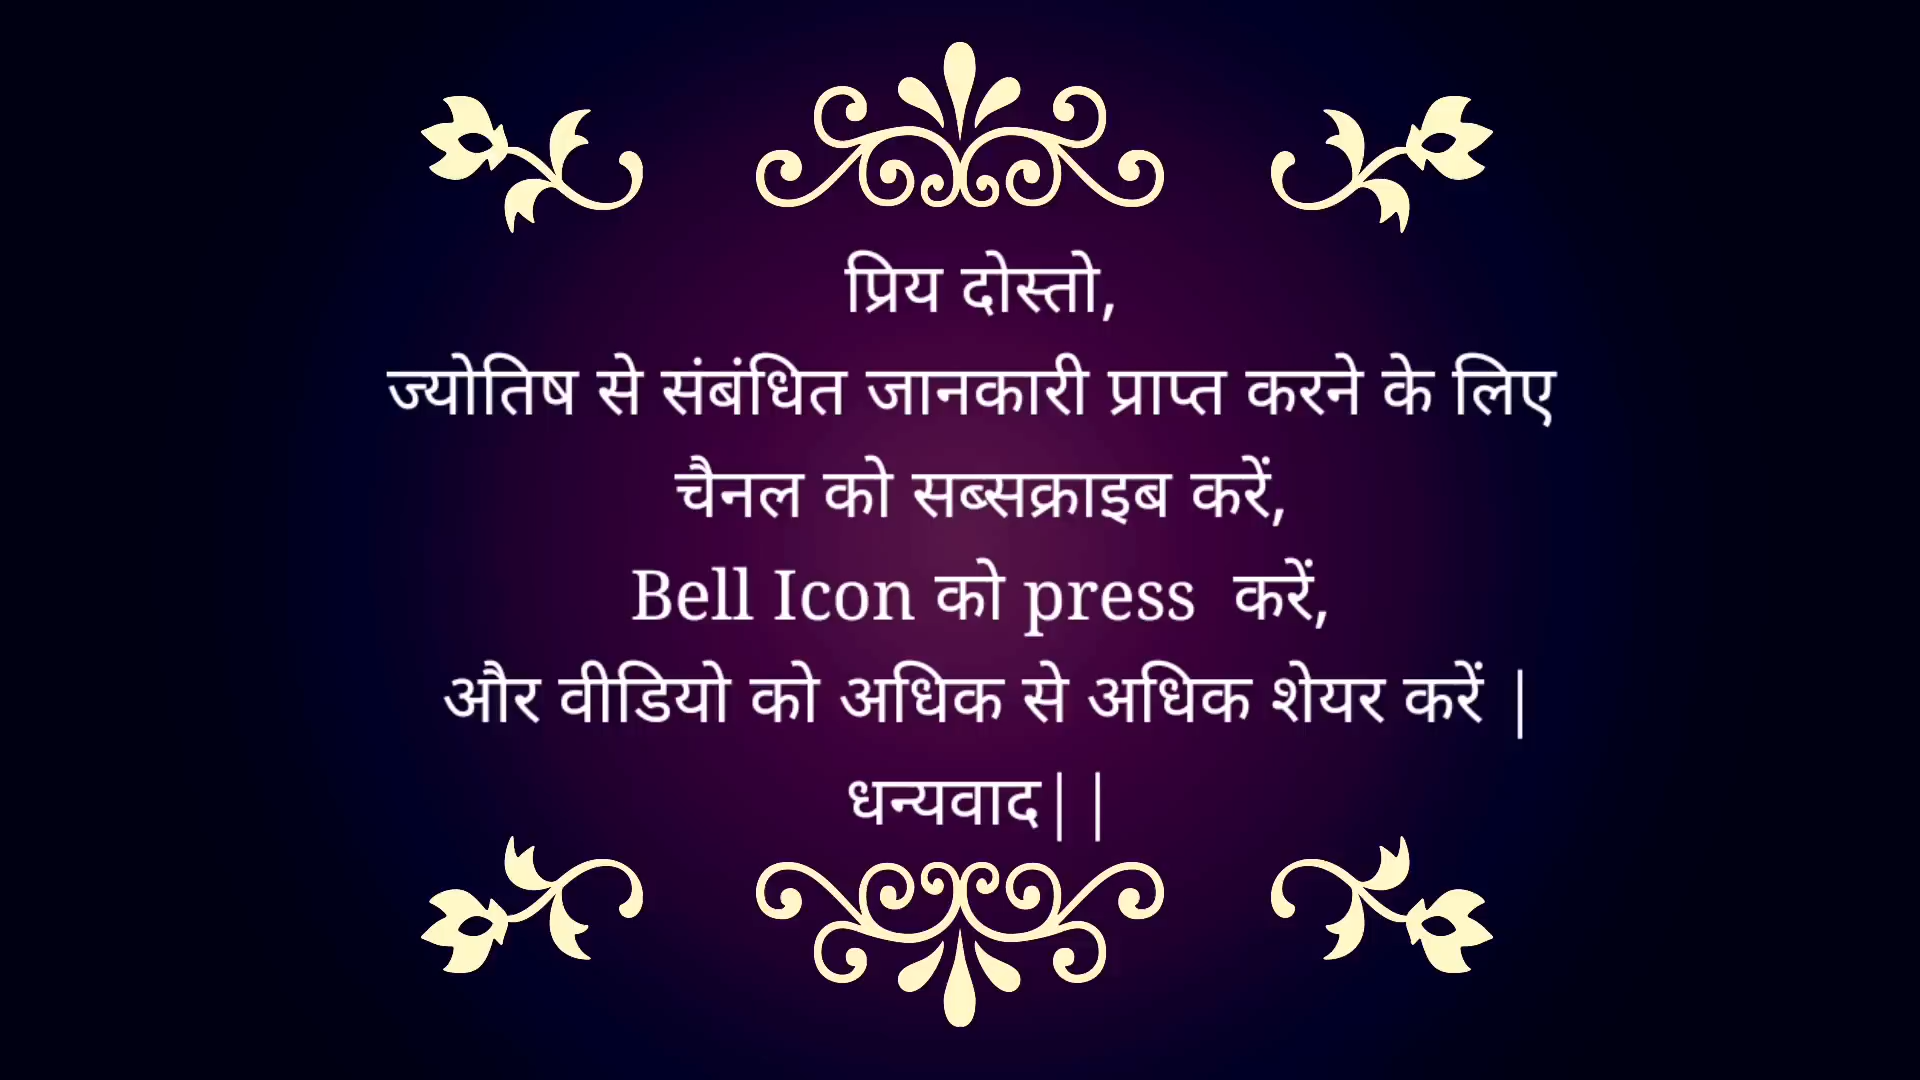 प्रिय दोस्तो,
ज्योतिष से संबंधित जानकारी प्राप्त करने के लिए
चैनल को सब्सक्राइब करें,
Bell Icon को press  करें,
और वीडियो को अधिक से अधिक शेयर करें |
धन्यवाद||